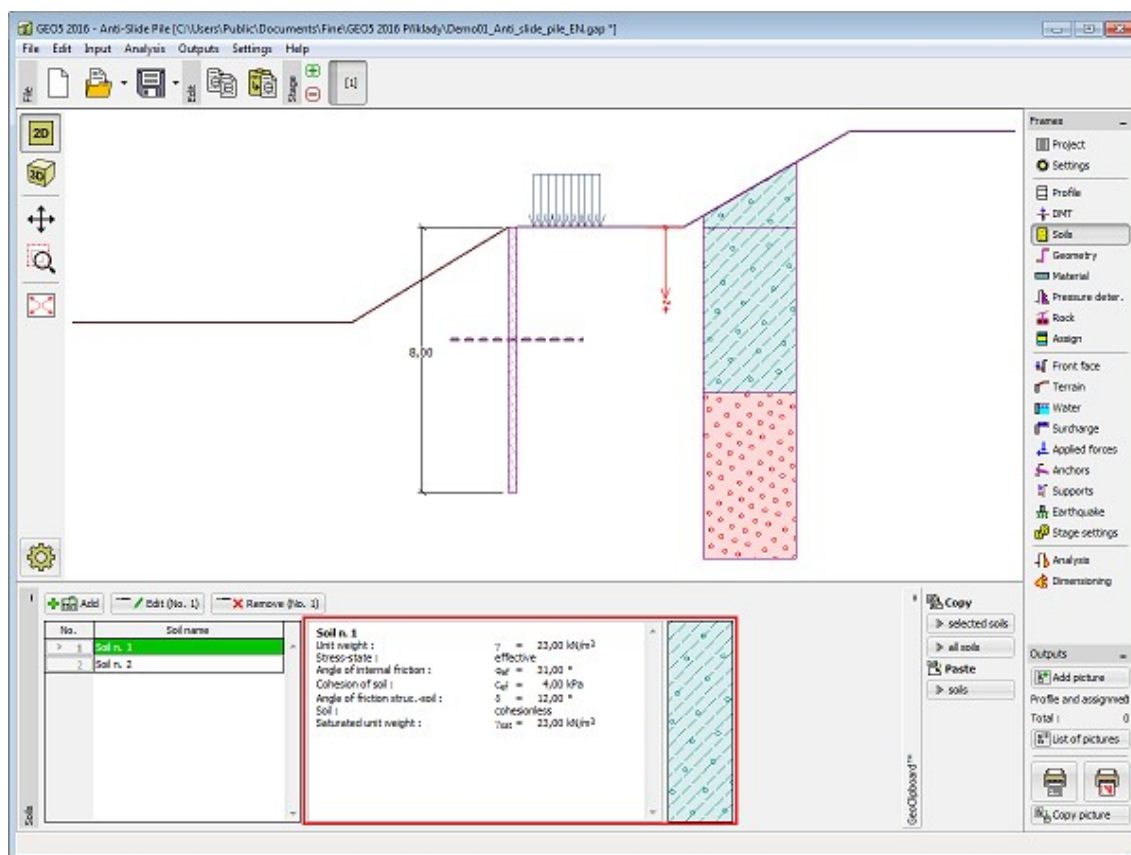 GEO5 2016 - Anti-Slide Pile [C:\Users\Public\Documents\Fine\GEO5 2016 Příklady\Demo01_Anti_slide_pile_EN.gap *]
File Edit Input Analysis Outputs Settings Help
File
Edit
Stage
[1]
2D
3D
8,00
+z
Frames
Project
Settings
Profile
DMT
Soils
Geometry
Material
Pressure deter.
Rock
Assign
Front face
Terrain
Water
Surcharge
Applied forces
Anchors
Supports
Earthquake
Stage settings
Analysis
Dimensioning
Add Edit (No. 1) Remove (No. 1)
No. Soil name
> 1 Soil n. 1
2 Soil n. 2
Soil n. 1
Unit weight : γ = 23,00 kN/m³
Stress-state : effective
Angle of internal friction : φef = 31,00 °
Cohesion of soil : cef = 4,00 kPa
Angle of friction struc.-soil : δ = 12,00 °
Soil : cohesionless
Saturated unit weight : γsat = 23,00 kN/m³
Soils
GeoClipboard™
Copy
selected soils
all soils
Paste
soils
Outputs
Add picture
Profile and assignmed
Total : 0
List of pictures
Copy picture